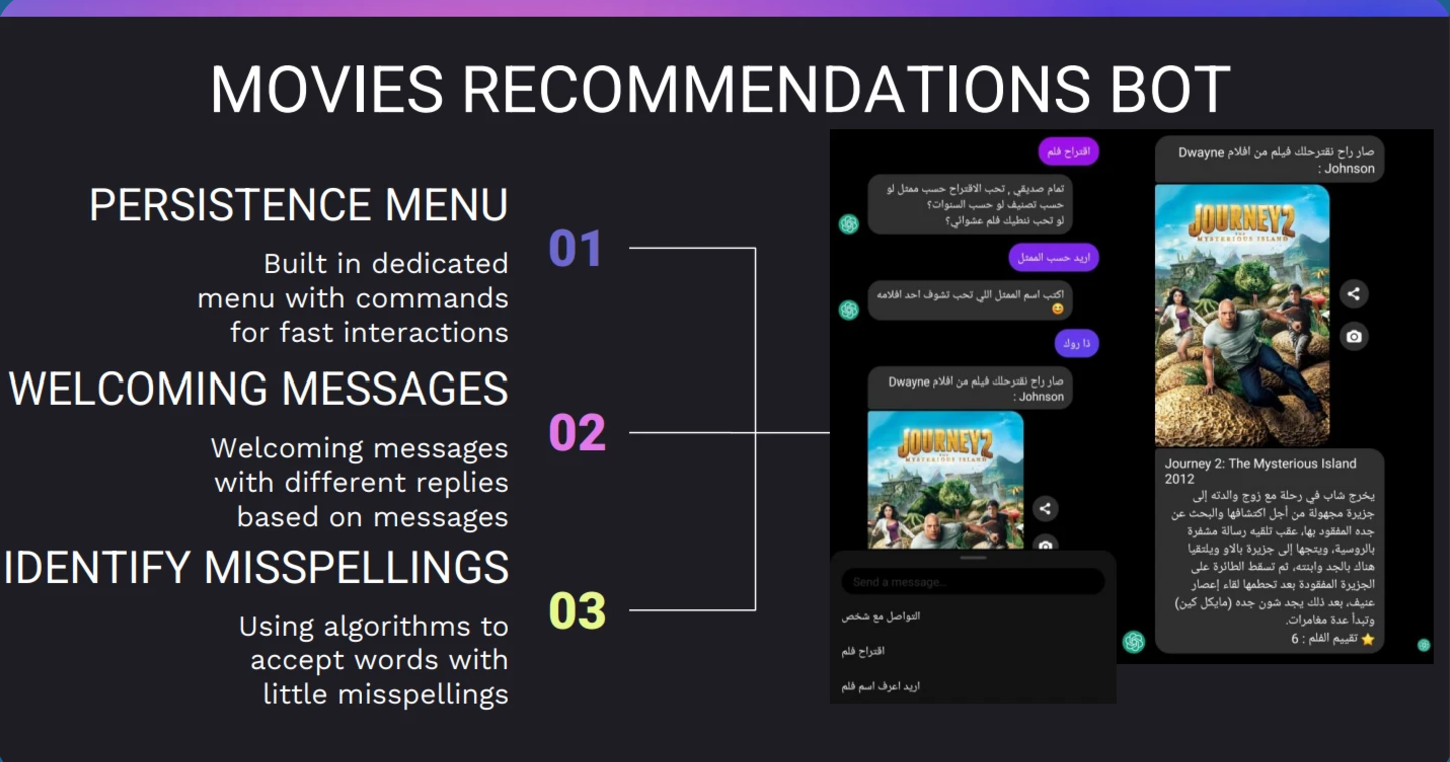 MOVIES RECOMMENDATIONS BOT
PERSISTENCE MENU
Built in dedicated
menu with commands
for fast interactions
01
WELCOMING MESSAGES
Welcoming messages
with different replies
based on messages
02
IDENTIFY MISSPELLINGS
Using algorithms to
accept words with
little misspellings
03
اقتراح فلم
تمام صديقي , تحب الاقتراح حسب ممثل لو
حسب تصنيف لو حسب السنوات؟
لو تحب ننطيك فلم عشوائي؟
اريد حسب الممثل
اكتب اسم الممثل اللي تحب تشوف احد افلامه
😊
ذا روك
صار راح نقترحلك فيلم من افلام Dwayne
Johnson :
JOURNEY 2
THE
MYSTERIOUS ISLAND
Send a message...
التواصل مع شخص
اقتراح فلم
اريد اعرف اسم فلم
صار راح نقترحلك فيلم من افلام Dwayne
Johnson :
JOURNEY 2
THE
MYSTERIOUS ISLAND
Journey 2: The Mysterious Island
2012
يخرج شاب في رحلة مع زوج والدته إلى
جزيرة مجهولة من أجل اكتشافها والبحث عن
جده المفقود بها، عقب تلقيه رسالة مشفرة
بالروسية، ويتجها إلى جزيرة بالاو ويلتقيا
هناك بالجد وابنته، ثم تسقط الطائرة على
الجزيرة المفقودة بعد تحطمها لقاء إعصار
عنيف، بعد ذلك يجد شون جده (مايكل كين)
وتبدأ عدة مغامرات.
⭐ تقييم الفلم : 6